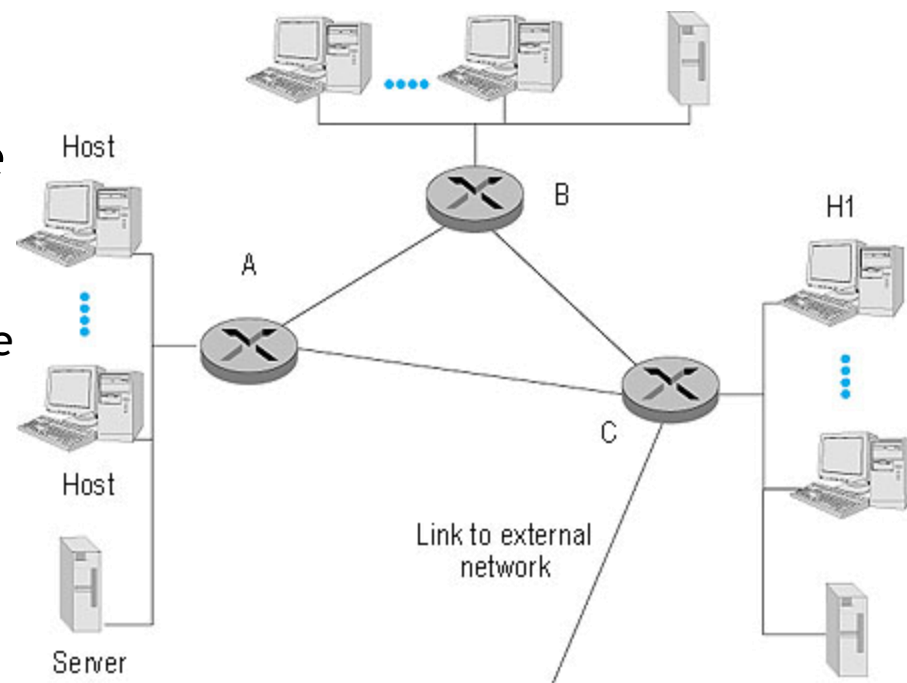 e
Host
B
H1
A
e
C
Host
Link to external
network
Server